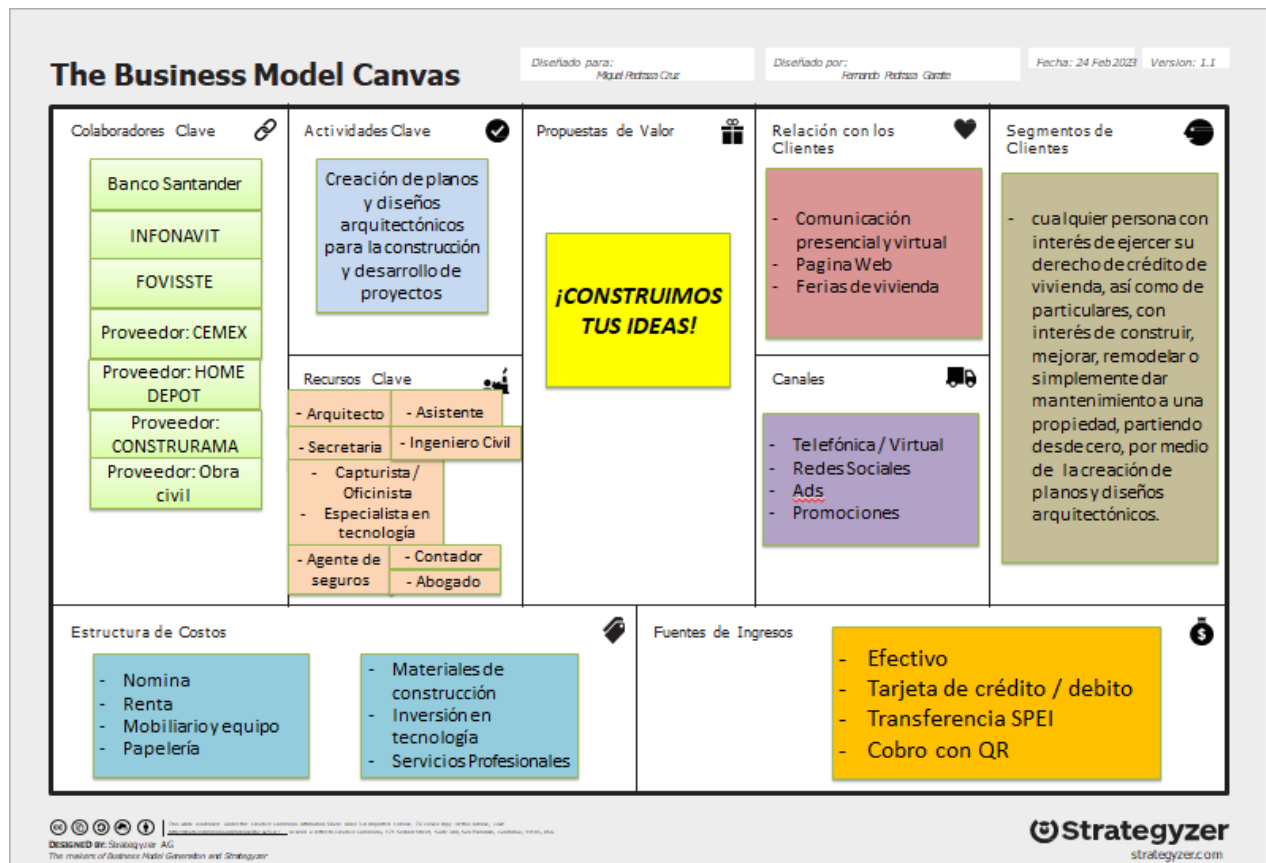 The Business Model Canvas
Diseñado para:
Miguel Pedraza Cruz
Diseñado por:
Fernando Pedraza Garate
Fecha: 24 Feb 2023
Version: 1.1
Colaboradores Clave
Banco Santander
INFONAVIT
FOVISSTE
Proveedor: CEMEX
Proveedor: HOME
DEPOT
Proveedor:
CONSTRURAMA
Proveedor: Obra
civil
Actividades Clave
Creación de planos
y diseños
arquitectónicos
para la construcción
y desarrollo de
proyectos
Recursos Clave
- Arquitecto
- Asistente
- Secretaria
- Ingeniero Civil
- Capturista /
Oficinista
- Especialista en
tecnología
- Agente de
seguros
- Contador
- Abogado
Propuestas de Valor
¡CONSTRUIMOS
TUS IDEAS!
Relación con los
Clientes
- Comunicación
presencial y virtual
- Pagina Web
- Ferias de vivienda
Canales
- Telefónica / Virtual
- Redes Sociales
- Ads
- Promociones
Segmentos de
Clientes
- cualquier persona con
interés de ejercer su
derecho de crédito de
vivienda, así como de
particulares, con
interés de construir,
mejorar, remodelar o
simplemente dar
mantenimiento a una
propiedad, partiendo
desde cero, por medio
de la creación de
planos y diseños
arquitectónicos.
Estructura de Costos
- Nomina
- Renta
- Mobiliario y equipo
- Papelería
- Materiales de
construcción
- Inversión en
tecnología
- Servicios Profesionales
Fuentes de Ingresos
- Efectivo
- Tarjeta de crédito / debito
- Transferencia SPEI
- Cobro con QR
DESIGNED BY: Strategyzer AG
The makers of Business Model Generation and Strategyzer
Strategyzer
strategyzer.com